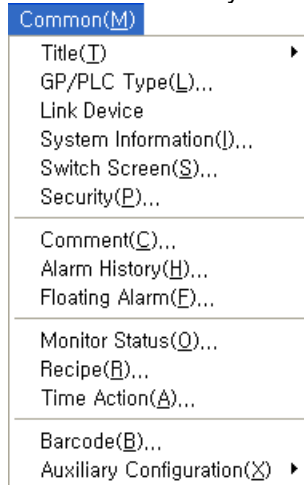 Common(M)
Title(T)
GP/PLC Type(L)...
Link Device
System Information(I)...
Switch Screen(S)...
Security(P)...
Comment(C)...
Alarm History(H)...
Floating Alarm(F)...
Monitor Status(O)...
Recipe(R)...
Time Action(A)...
Barcode(B)...
Auxiliary Configuration(X)